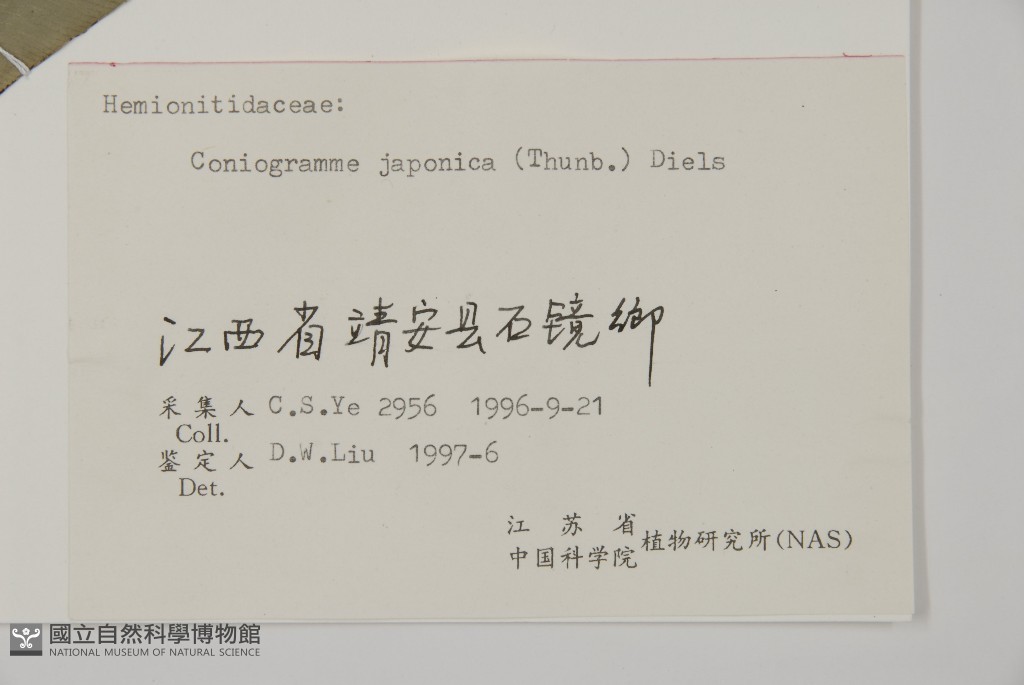 Hemionitidaceae:
Coniogramme japonica (Thunb.) Diels
江西省靖安县石镜鄉
采集人 C.S.Ye 2956 1996-9-21
Coll.
鉴定人 D.W.Liu 1997-6
Det.
江苏省
中国科学院 植物研究所(NAS)
國立自然科學博物館
NATIONAL MUSEUM OF NATURAL SCIENCE